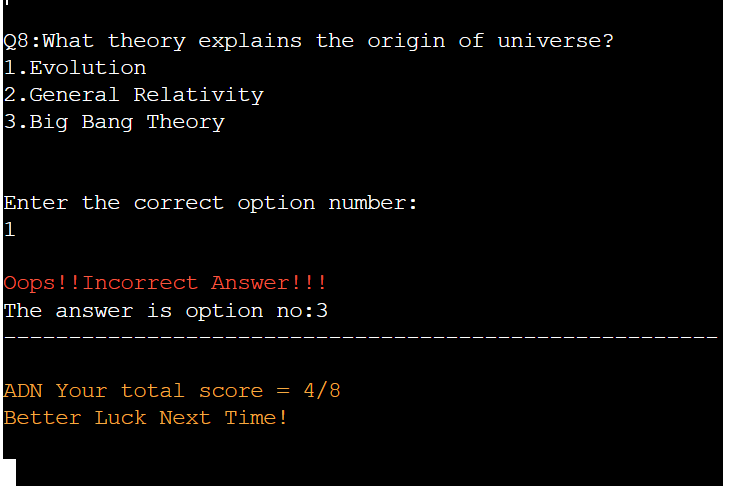 Q8:What theory explains the origin of universe?
1.Evolution
2.General Relativity
3.Big Bang Theory
Enter the correct option number:
1
Oops!!Incorrect Answer!!!
The answer is option no:3
-------------------------------------------------------
ADN Your total score = 4/8
Better Luck Next Time!